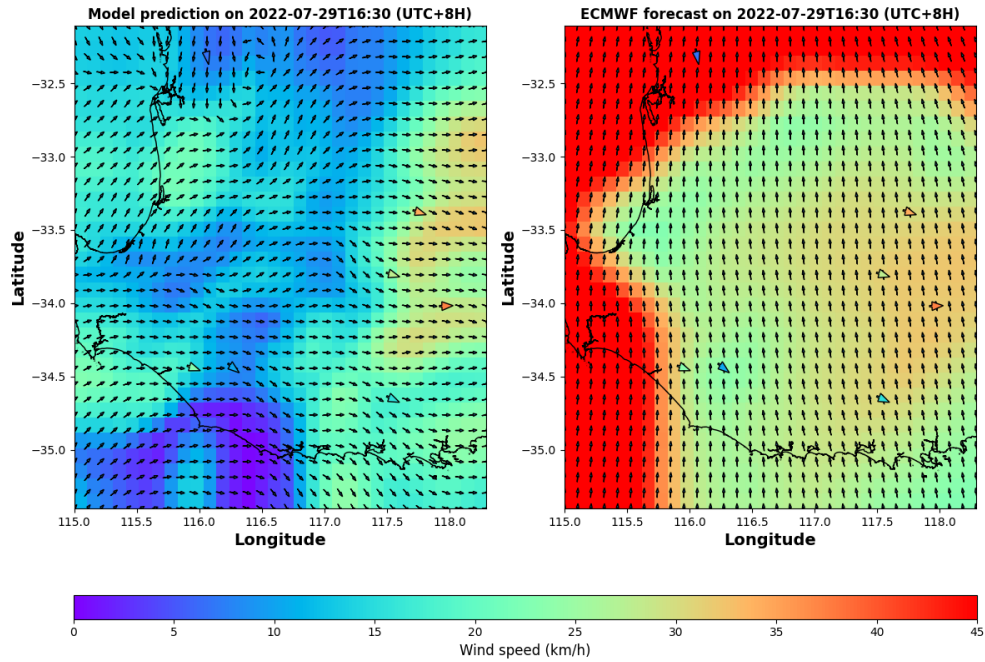 Model prediction on 2022-07-29T16:30 (UTC+8H)
ECMWF forecast on 2022-07-29T16:30 (UTC+8H)
Latitude
−32.5
−33.0
−33.5
−34.0
−34.5
−35.0
115.0 115.5 116.0 116.5 117.0 117.5 118.0
Longitude
Latitude
−32.5
−33.0
−33.5
−34.0
−34.5
−35.0
115.0 115.5 116.0 116.5 117.0 117.5 118.0
Longitude
0 5 10 15 20 25 30 35 40 45
Wind speed (km/h)